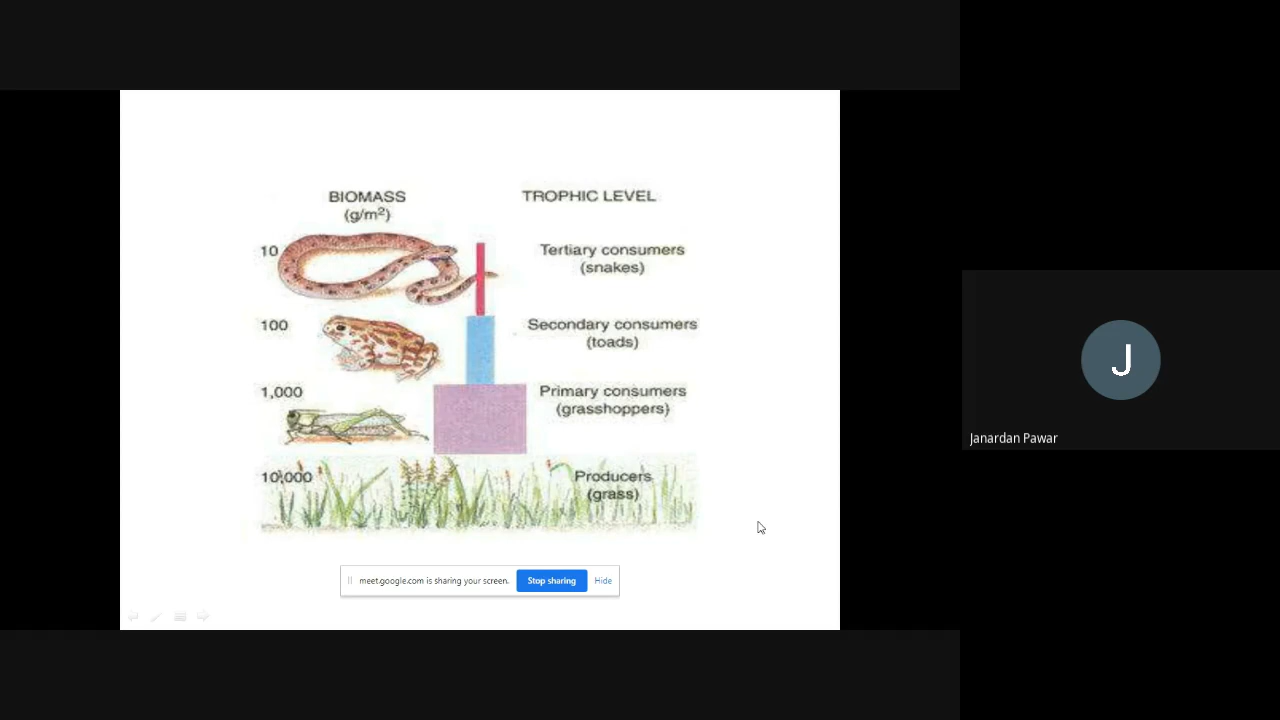 BIOMASS
(g/m²)
TROPHIC LEVEL
10
Tertiary consumers
(snakes)
100
Secondary consumers
(toads)
1,000
Primary consumers
(grasshoppers)
10,000
Producers
(grass)
meet.google.com is sharing your screen.
Stop sharing
Hide
J
Janardan Pawar